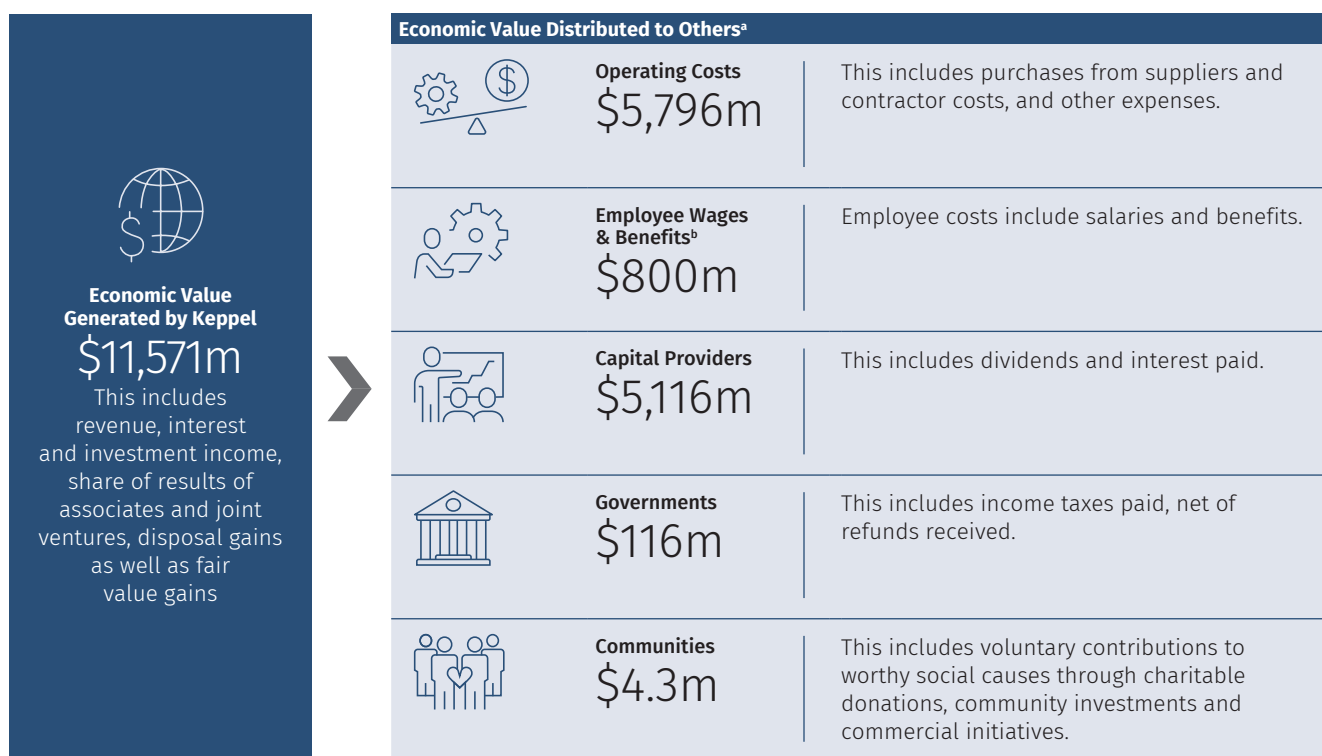 Economic Value
Generated by Keppel
$11,571m
This includes
revenue, interest
and investment income,
share of results of
associates and joint
ventures, disposal gains
as well as fair
value gains
Economic Value Distributed to Othersᵃ
$
Operating Costs
$5,796m
This includes purchases from suppliers and
contractor costs, and other expenses.
Employee Wages
& Benefitsᵇ
$800m
Employee costs include salaries and benefits.
Capital Providers
$5,116m
This includes dividends and interest paid.
Governments
$116m
This includes income taxes paid, net of
refunds received.
Communities
$4.3m
This includes voluntary contributions to
worthy social causes through charitable
donations, community investments and
commercial initiatives.